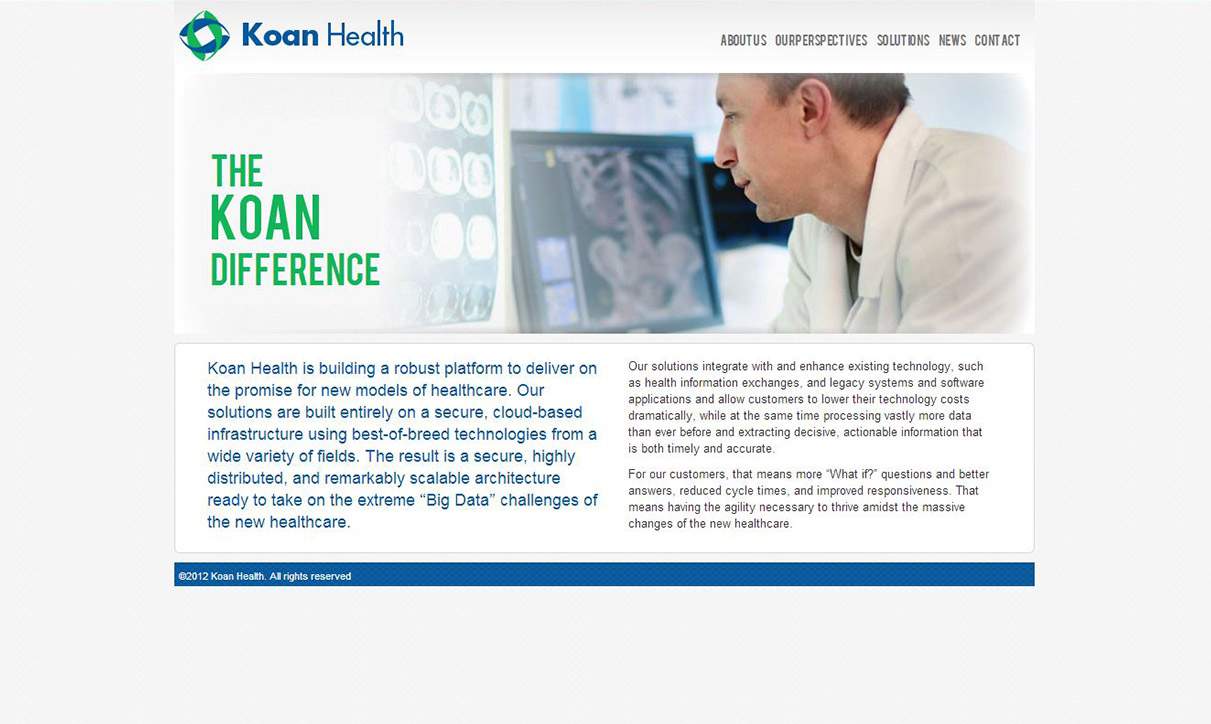 Koan Health
ABOUT US OUR PERSPECTIVES SOLUTIONS NEWS CONTACT
THE
KOAN
DIFFERENCE
Koan Health is building a robust platform to deliver on
the promise for new models of healthcare. Our
solutions are built entirely on a secure, cloud-based
infrastructure using best-of-breed technologies from a
wide variety of fields. The result is a secure, highly
distributed, and remarkably scalable architecture
ready to take on the extreme “Big Data” challenges of
the new healthcare.
Our solutions integrate with and enhance existing technology, such
as health information exchanges, and legacy systems and software
applications and allow customers to lower their technology costs
dramatically, while at the same time processing vastly more data
than ever before and extracting decisive, actionable information that
is both timely and accurate.
For our customers, that means more “What if?” questions and better
answers, reduced cycle times, and improved responsiveness. That
means having the agility necessary to thrive amidst the massive
changes of the new healthcare.
©2012 Koan Health. All rights reserved